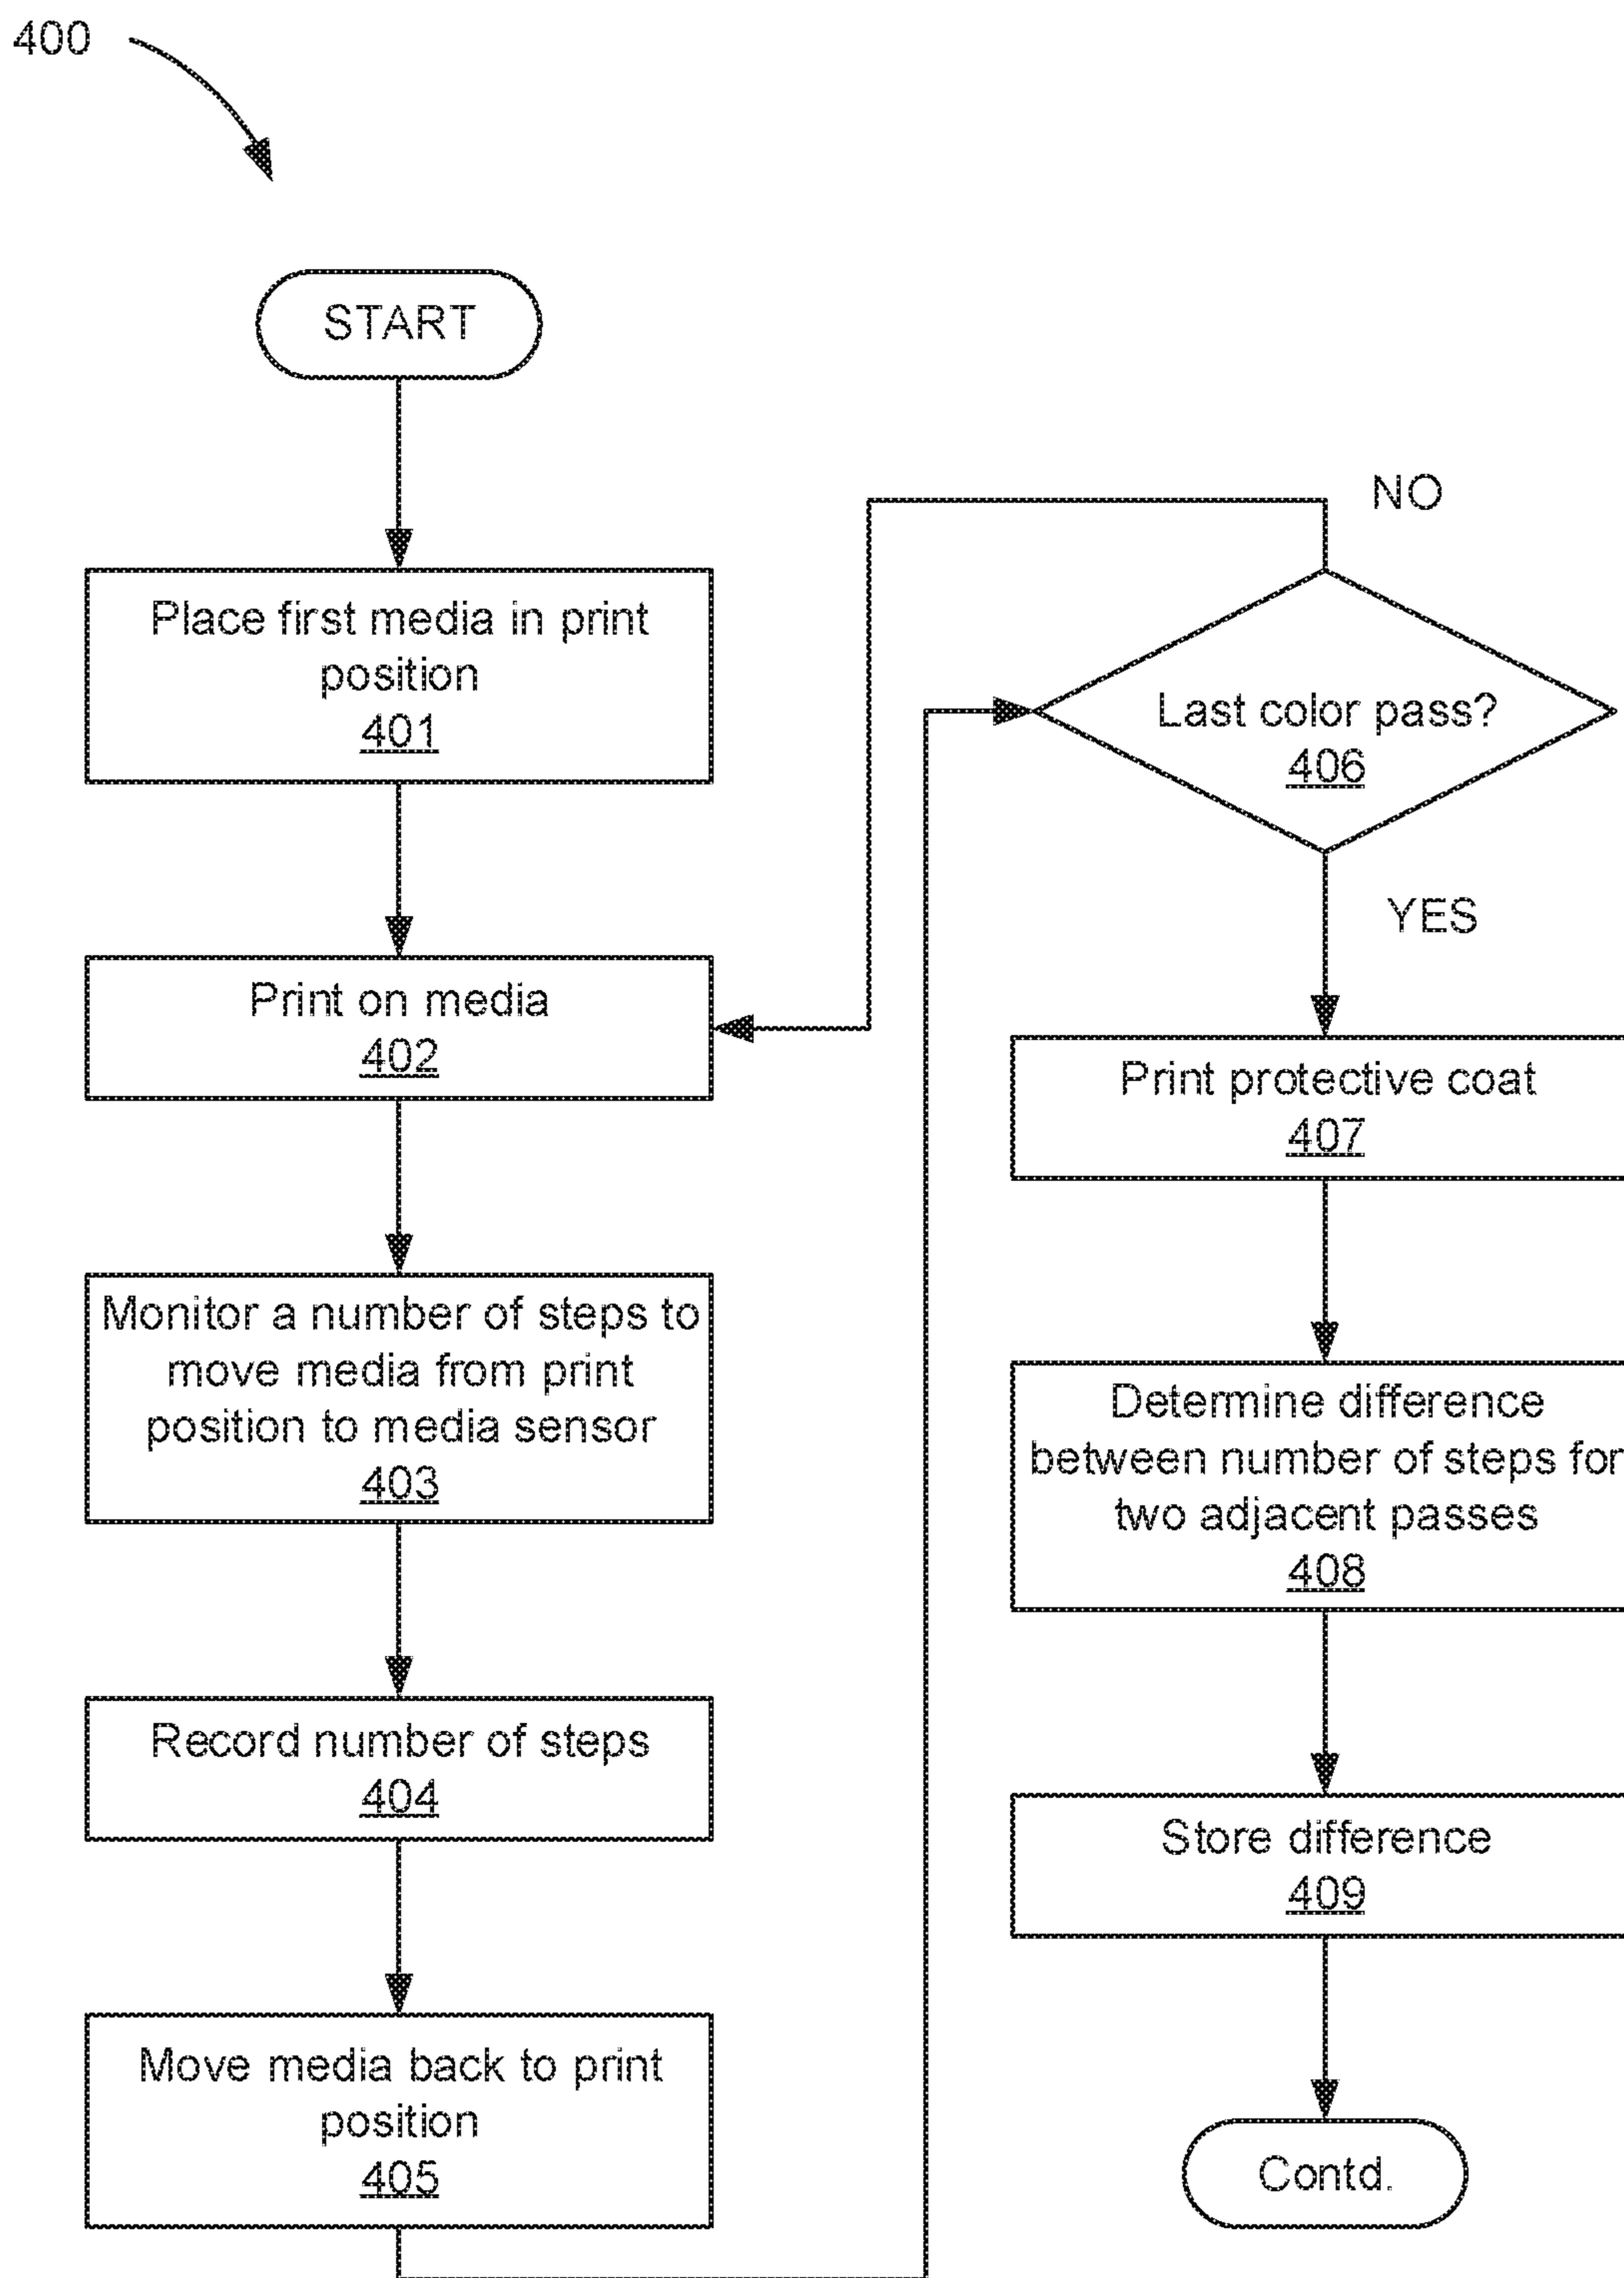 400
START
Place first media in print
position
401
Print on media
402
Monitor a number of steps to
move media from print
position to media sensor
403
Record number of steps
404
Move media back to print
position
405
NO
Last color pass?
406
YES
Print protective coat
407
Determine difference
between number of steps for
two adjacent passes
408
Store difference
409
Contd.